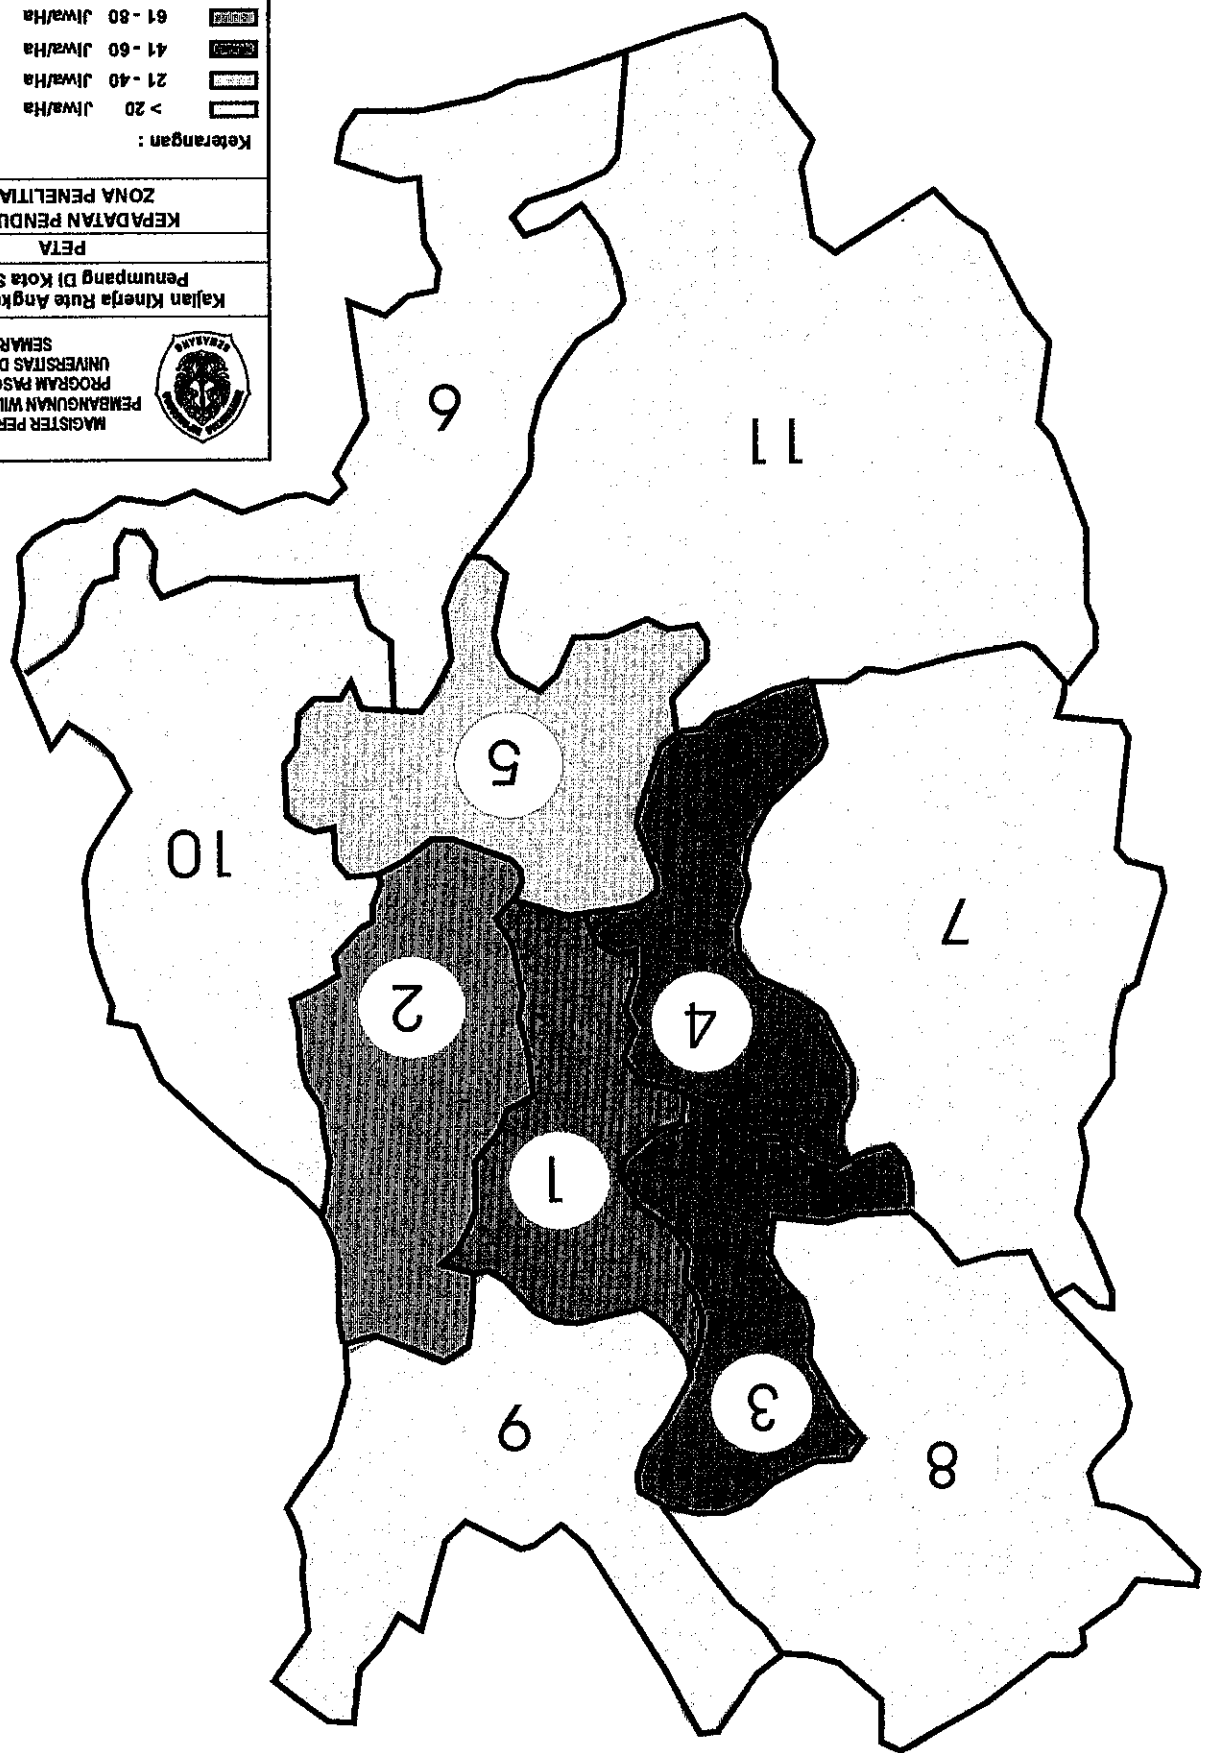 MAGISTER PER
PEMBANGUNAN WIL
PROGRAM PASC
UNIVERSITAS D
SEMAR
Kajian Kinerja Rute Angk
Penumpang Di Kota S
PETA
KEPADATAN PENDU
ZONA PENELITIA
Keterangan :
> 20 Jiwa/Ha
21 - 40 Jiwa/Ha
41 - 60 Jiwa/Ha
61 - 80 Jiwa/Ha
8
9
3
1
4
2
7
10
5
11
6